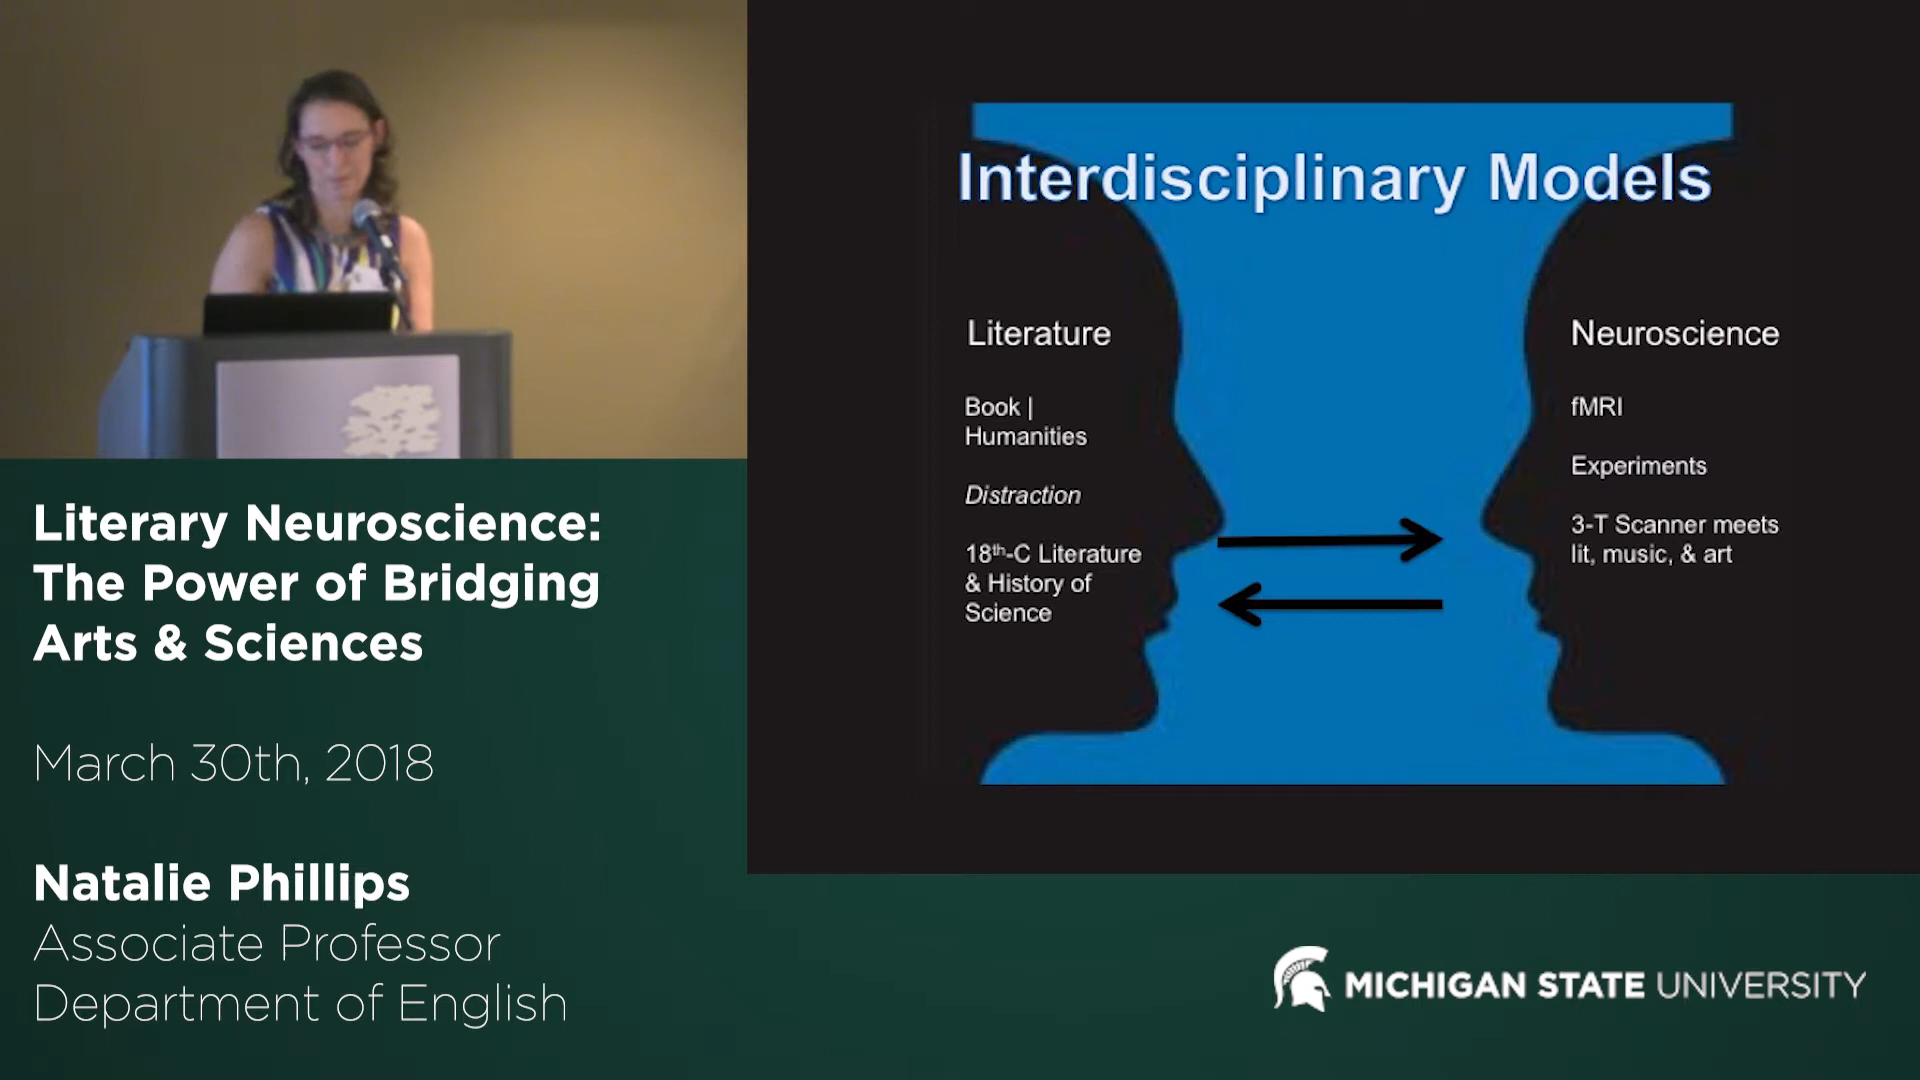 Literary Neuroscience:
The Power of Bridging
Arts & Sciences
March 30th, 2018
Natalie Phillips
Associate Professor
Department of English
Interdisciplinary Models
Literature
Book |
Humanities
Distraction
18th-C Literature
& History of
Science
Neuroscience
fMRI
Experiments
3-T Scanner meets
lit, music, & art
MICHIGAN STATE UNIVERSITY